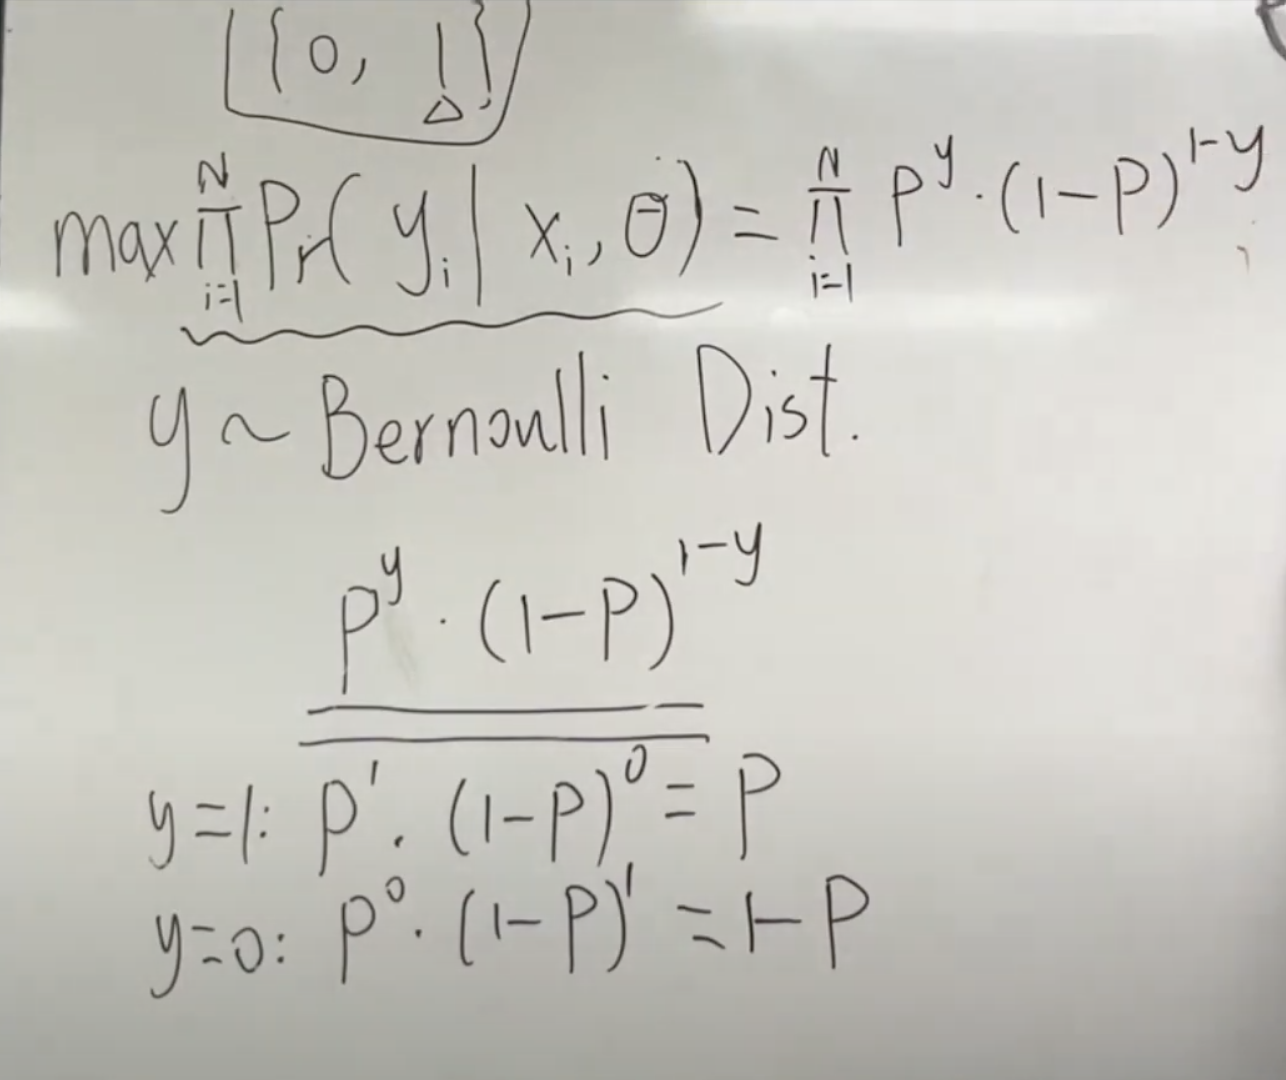 {0, 1}
max ∏_{i=1}^{N} Pr(y_i | x_i, θ) = ∏_{i=1}^{N} P^y · (1-P)^{1-y}
y ~ Bernoulli Dist.
P^y · (1-P)^{1-y}
y=1: P^1 · (1-P)^0 = P
y=0: P^0 · (1-P)^1 = 1-P